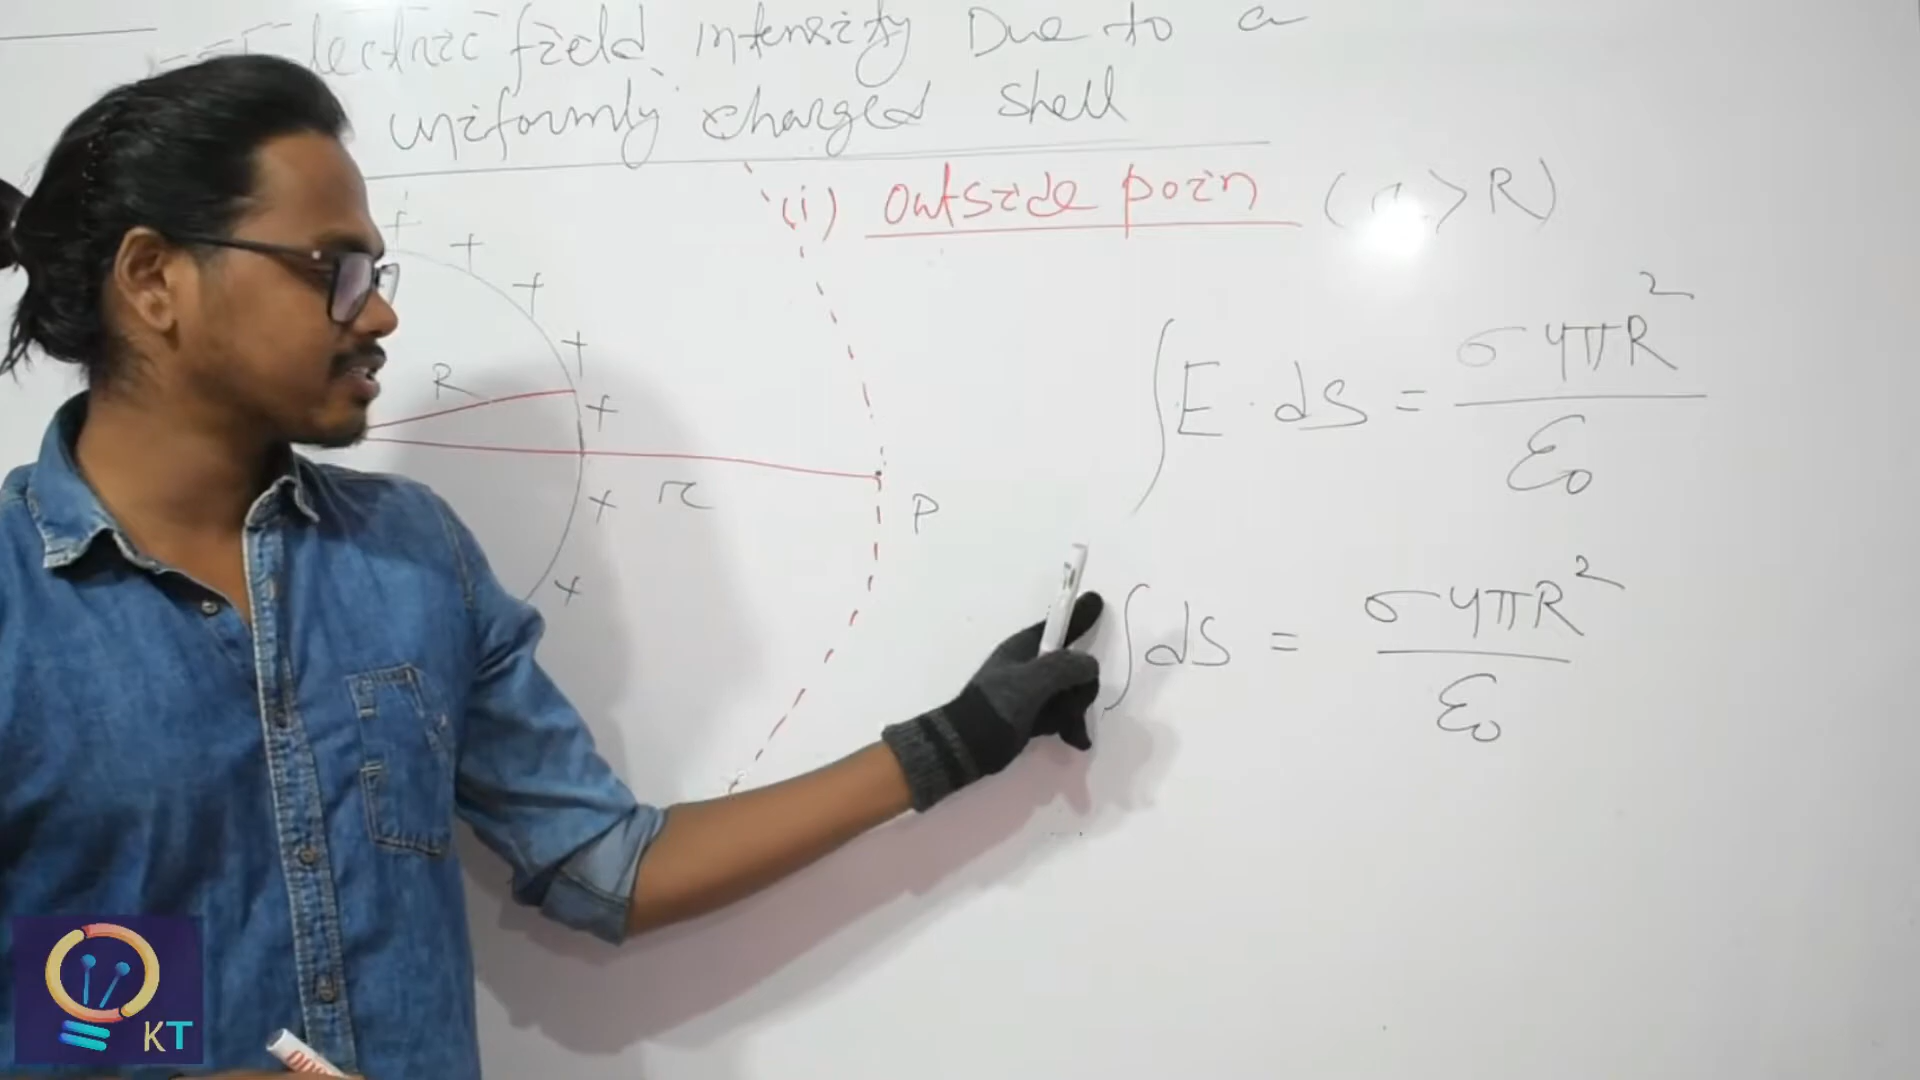 Electric field intensity Due to a
uniformly charged shell
(i) outside poin (r > R)
R
r
P
∫E · ds = σ4πR² / ε₀
∫ds = σ4πR² / ε₀
KT